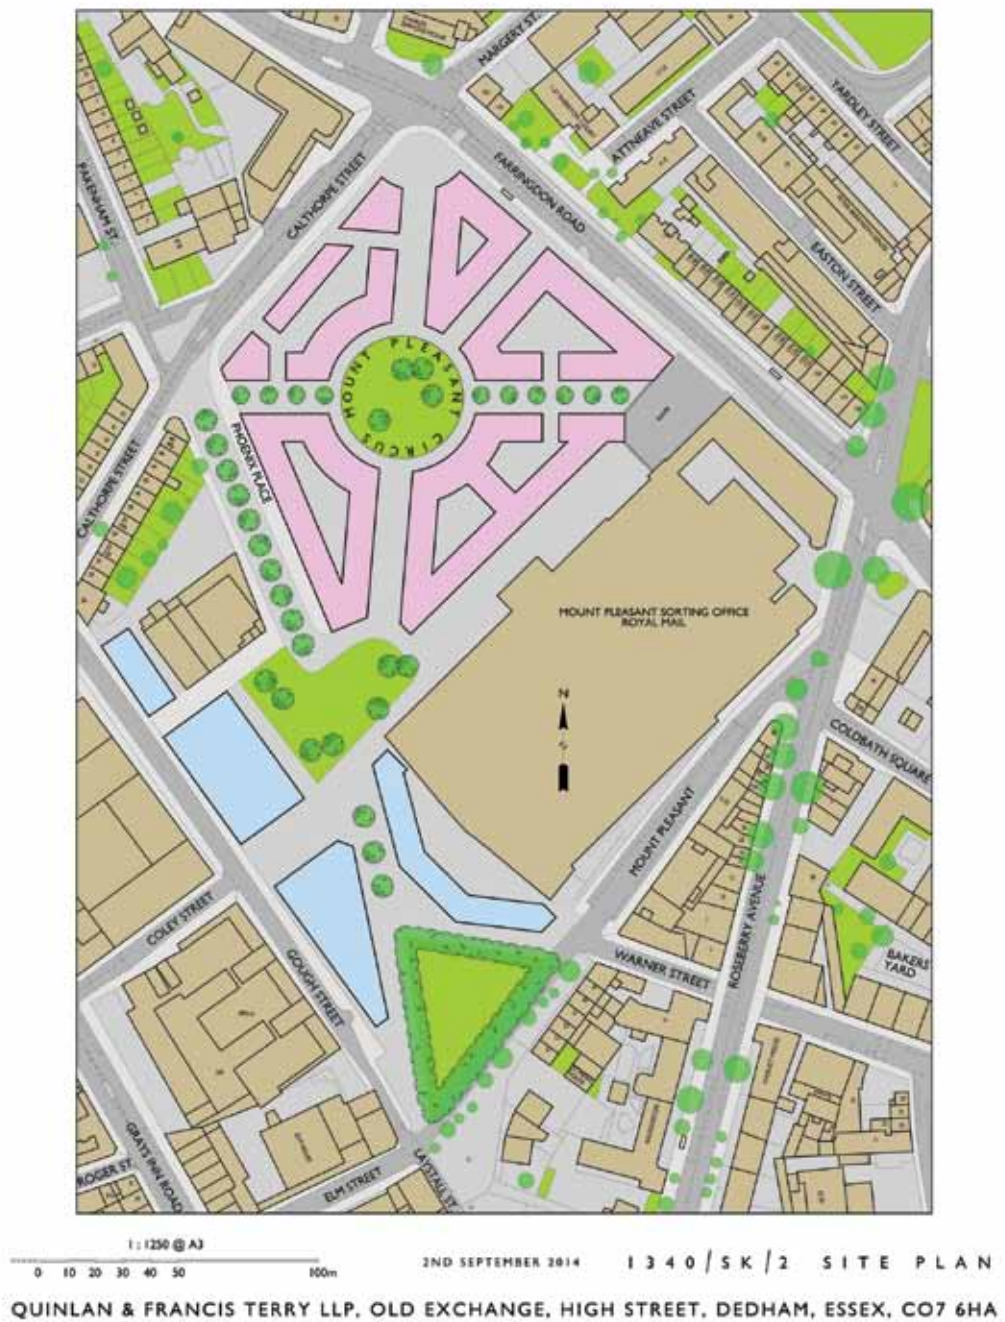 MARGERY ST.
YARDLEY STREET
ATTNEAVE STREET
FARRINGDON ROAD
CALTHORPE STREET
PAKENHAM ST.
EASTON STREET
MOUNT PLEASANT CIRCUS
PHOENIX PLACE
CALTHORPE STREET
MOUNT PLEASANT SORTING OFFICE
ROYAL MAIL
N
COLDBATH SQUARE
MOUNT PLEASANT
COLEY STREET
GOUGH STREET
ROSEBERRY AVENUE
WARNER STREET
BAKERS
YARD
GRAYS INN ROAD
ROGER ST.
ELM STREET
LAYSTALL ST.
1 : 1250 @ A3
0 10 20 30 40 50 100m
2ND SEPTEMBER 2014
1340/SK/2 SITE PLAN
QUINLAN & FRANCIS TERRY LLP, OLD EXCHANGE, HIGH STREET, DEDHAM, ESSEX, CO7 6HA